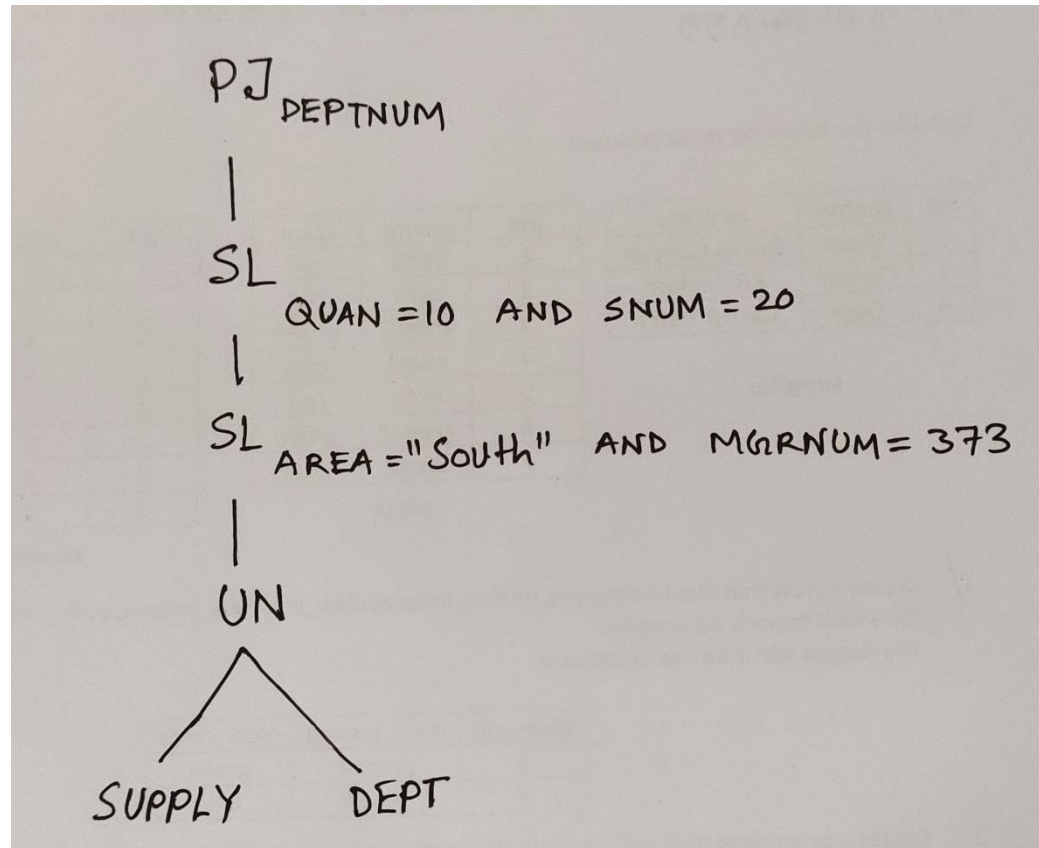 PJ DEPTNUM
SL
QUAN = 10 AND SNUM = 20
SL
AREA = "South" AND MGRNUM = 373
UN
SUPPLY DEPT